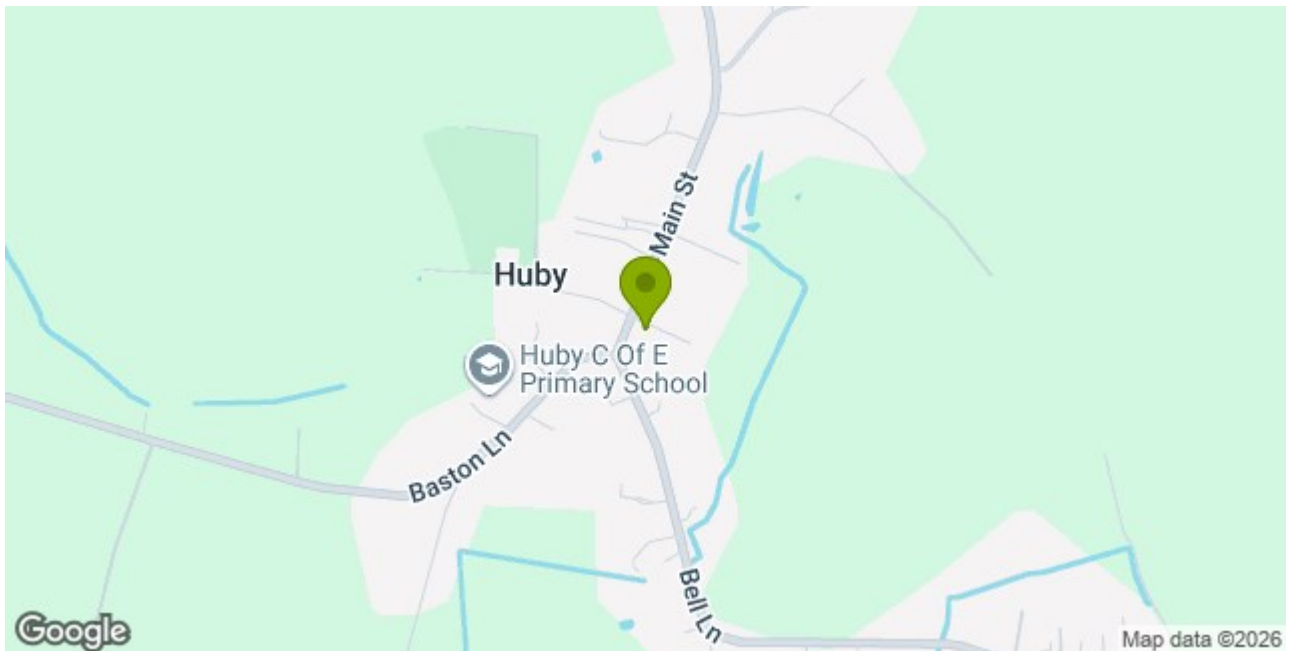 Main St
Huby
Huby C Of E
Primary School
Baston Ln
Bell Ln
Google
Map data ©2026